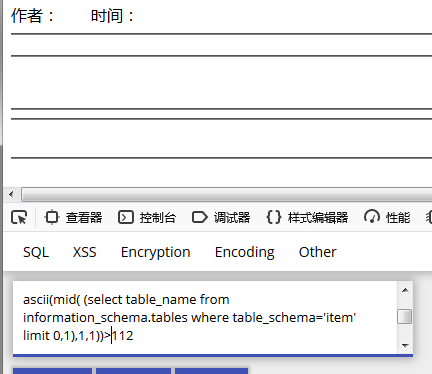 作者： 时间：
查看器 控制台 调试器 样式编辑器 性能
SQL XSS Encryption Encoding Other
ascii(mid( (select table_name from
information_schema.tables where table_schema='item'
limit 0,1),1,1))>112